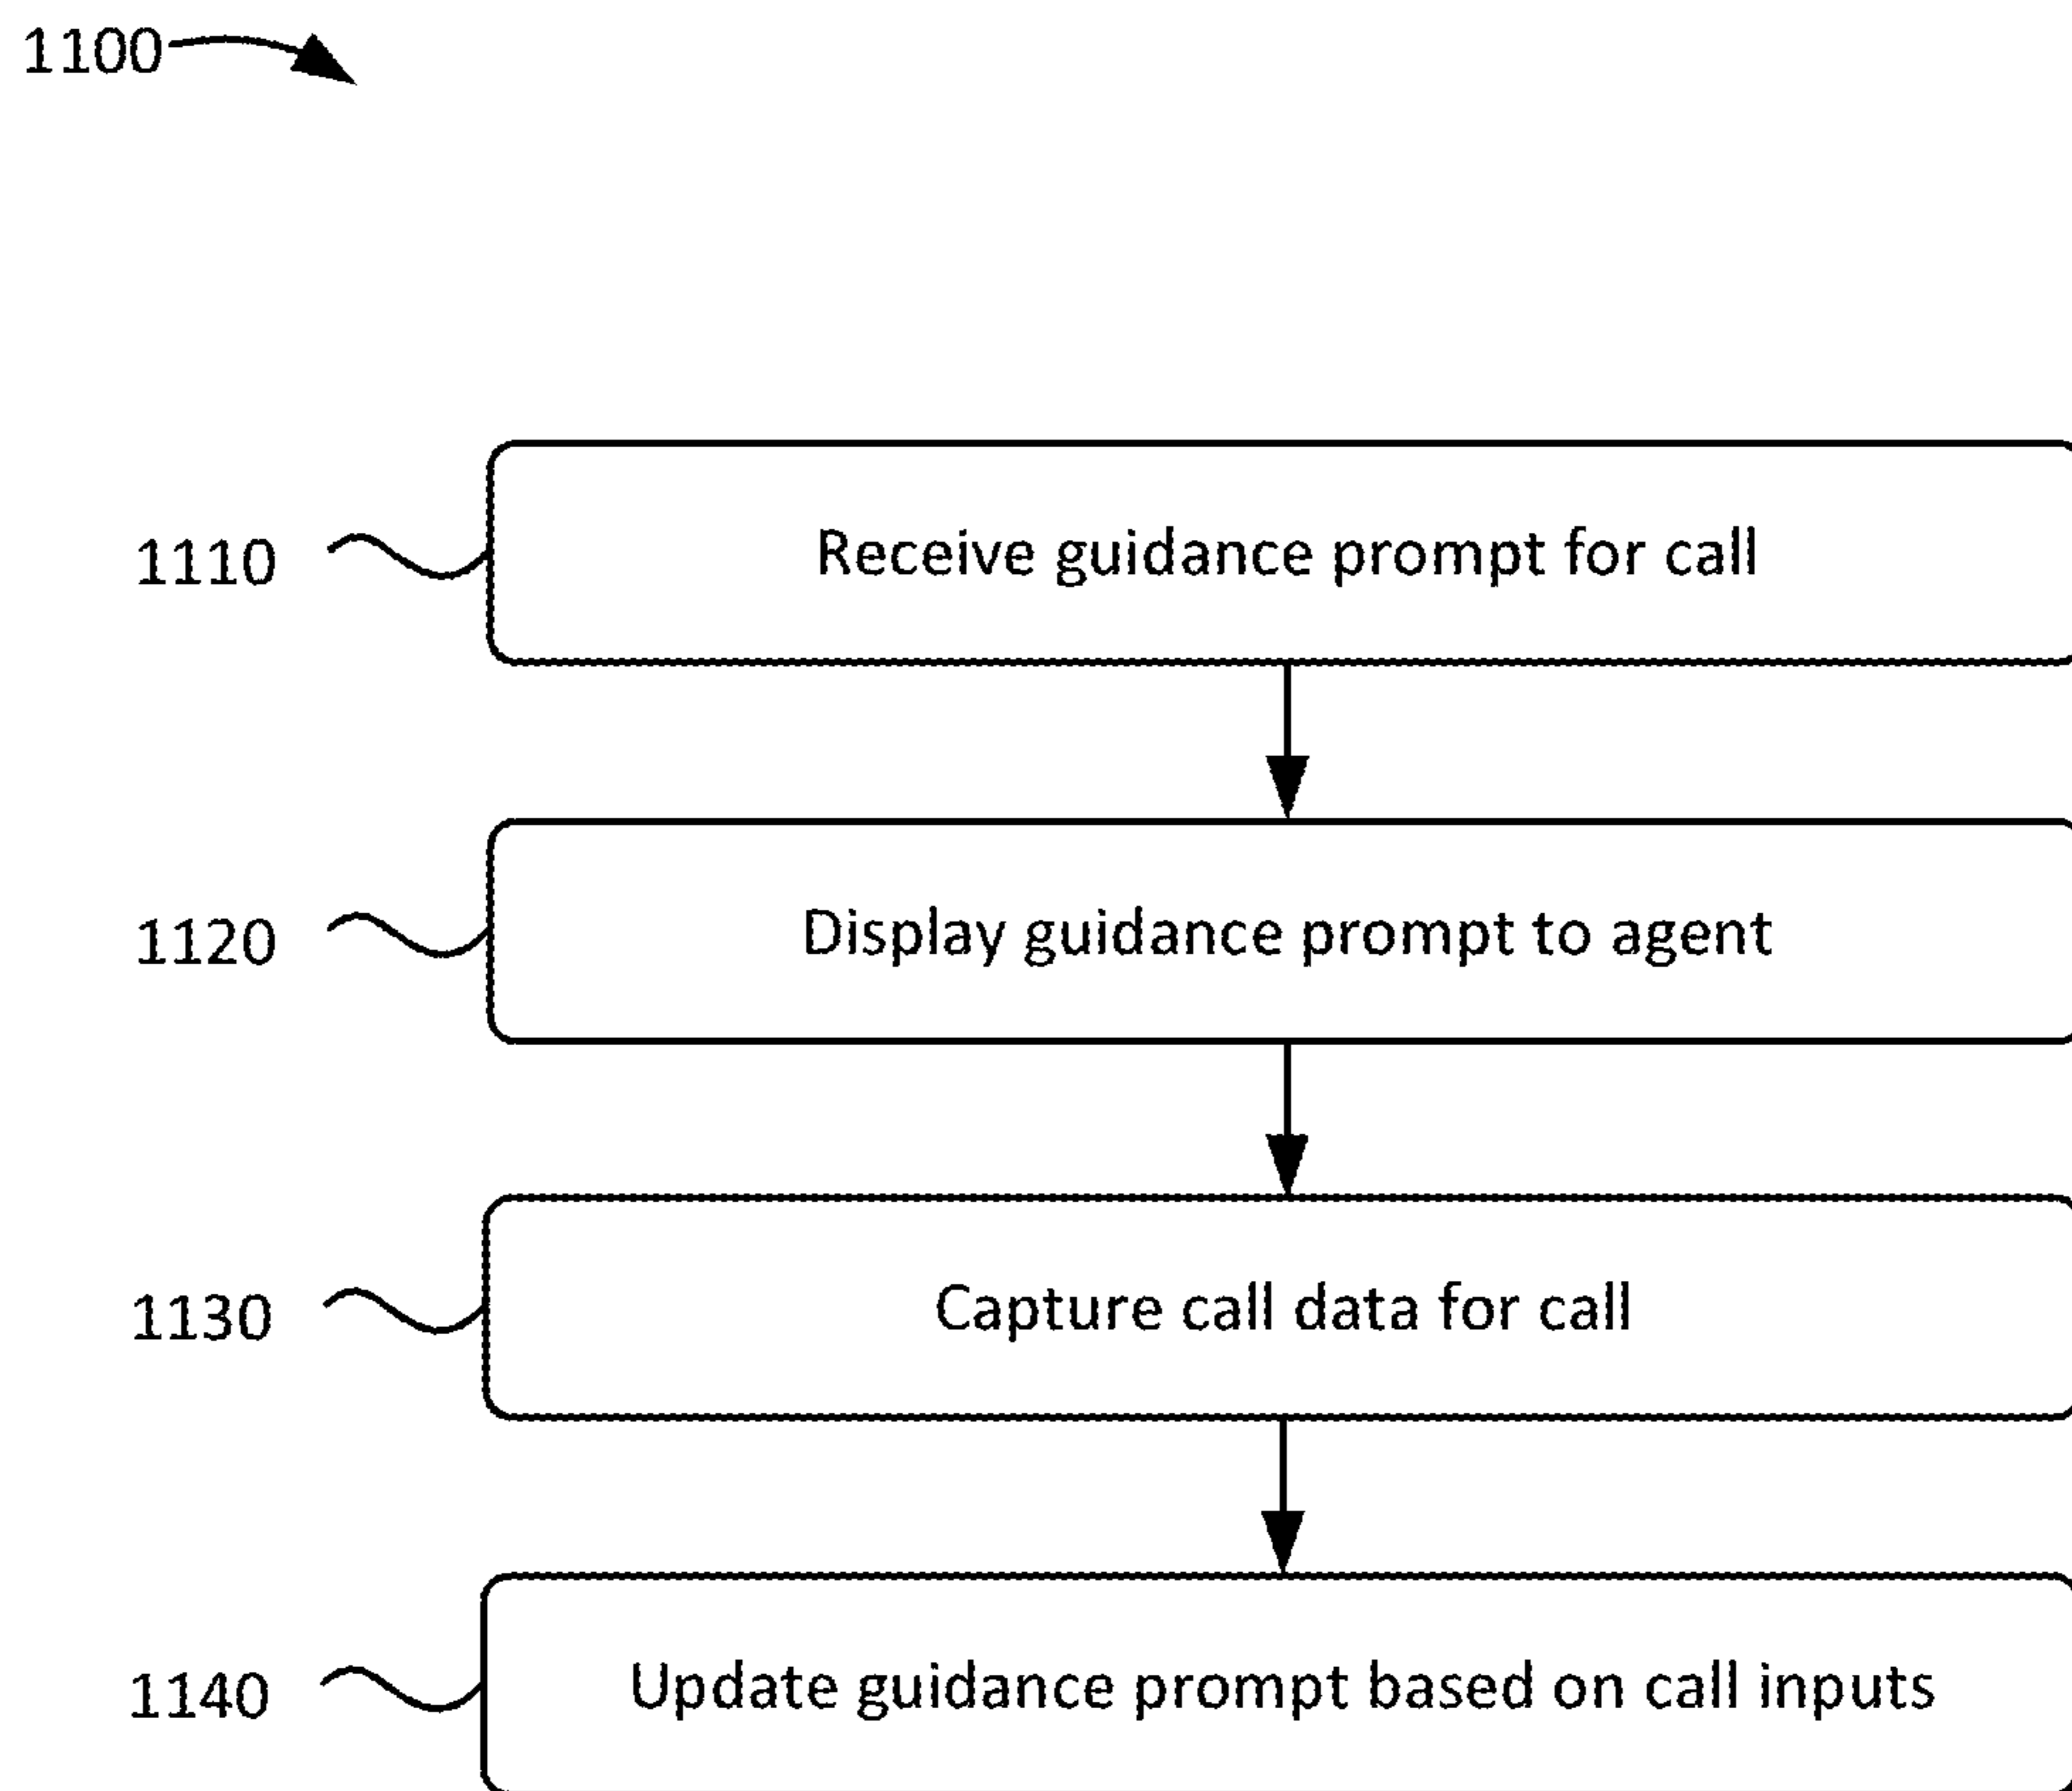 1100
1110
Receive guidance prompt for call
1120
Display guidance prompt to agent
1130
Capture call data for call
1140
Update guidance prompt based on call inputs